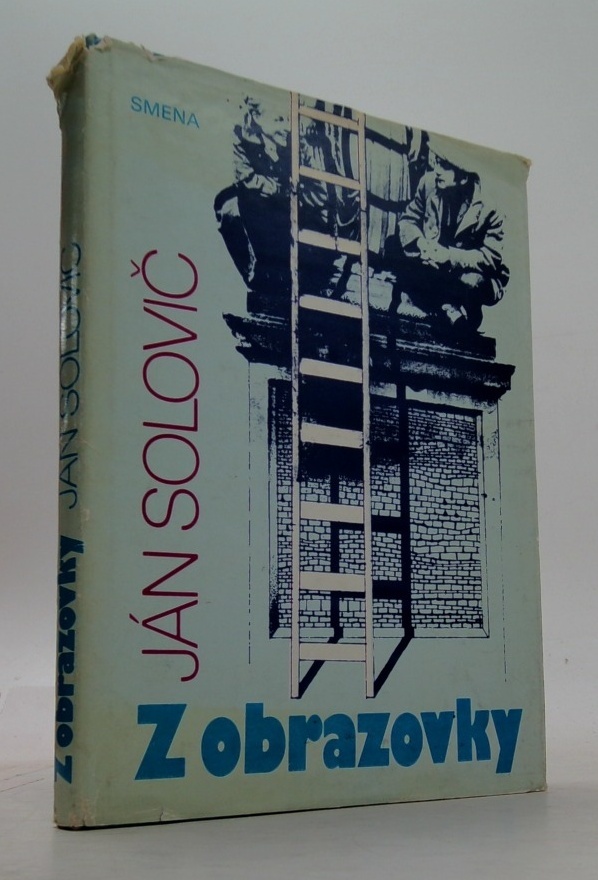 SMENA
JÁN SOLOVIČ
Z obrazovky
Z obrazovky JÁN SOLOVIČ